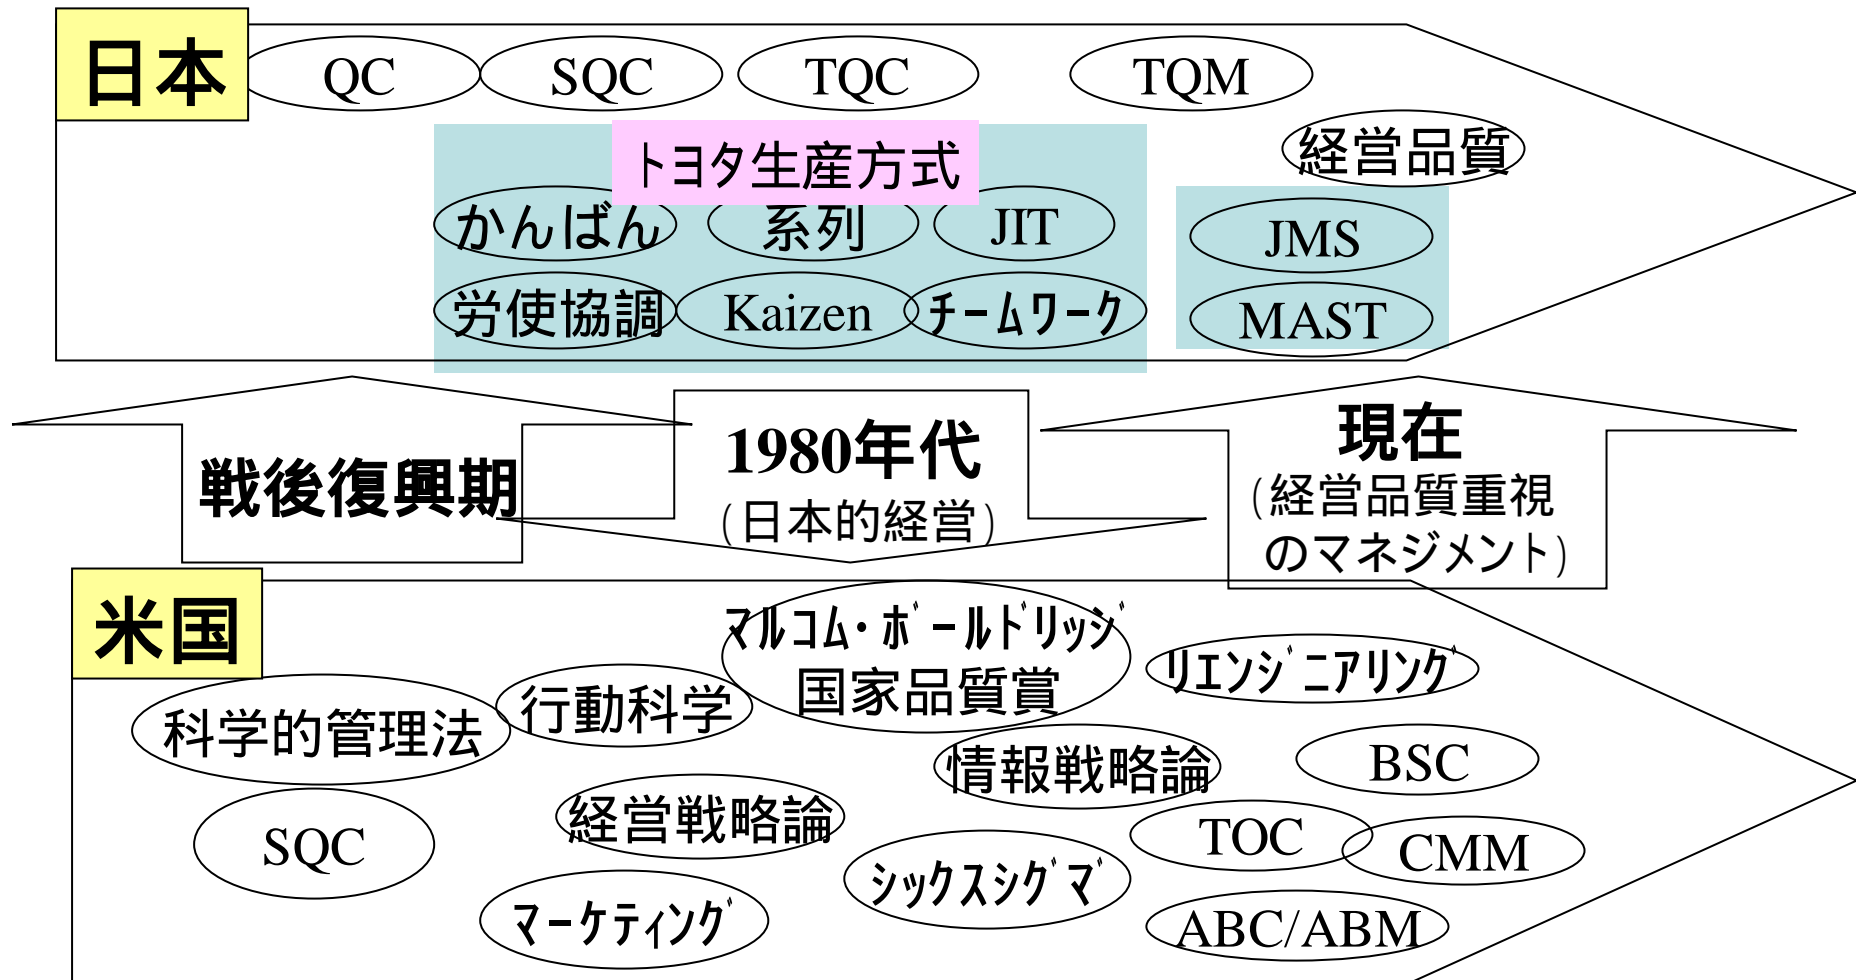 日本
QC
SQC
TQC
TQM
経営品質
トヨタ生産方式
かんばん
系列
JIT
JMS
労使協調
Kaizen
ﾁｰﾑﾜｰｸ
MAST
戦後復興期
1980年代
(日本的経営)
現在
(経営品質重視
のマネジメント)
米国
ﾏﾙｺﾑ・ﾎﾞｰﾙﾄﾞﾘｯｼﾞ
国家品質賞
ﾘｴﾝｼﾞﾆｱﾘﾝｸﾞ
科学的管理法
行動科学
情報戦略論
BSC
SQC
経営戦略論
TOC
CMM
ｼｯｸｽｼｸﾞﾏﾞ
ﾏｰｹﾃｨﾝｸﾞ
ABC/ABM